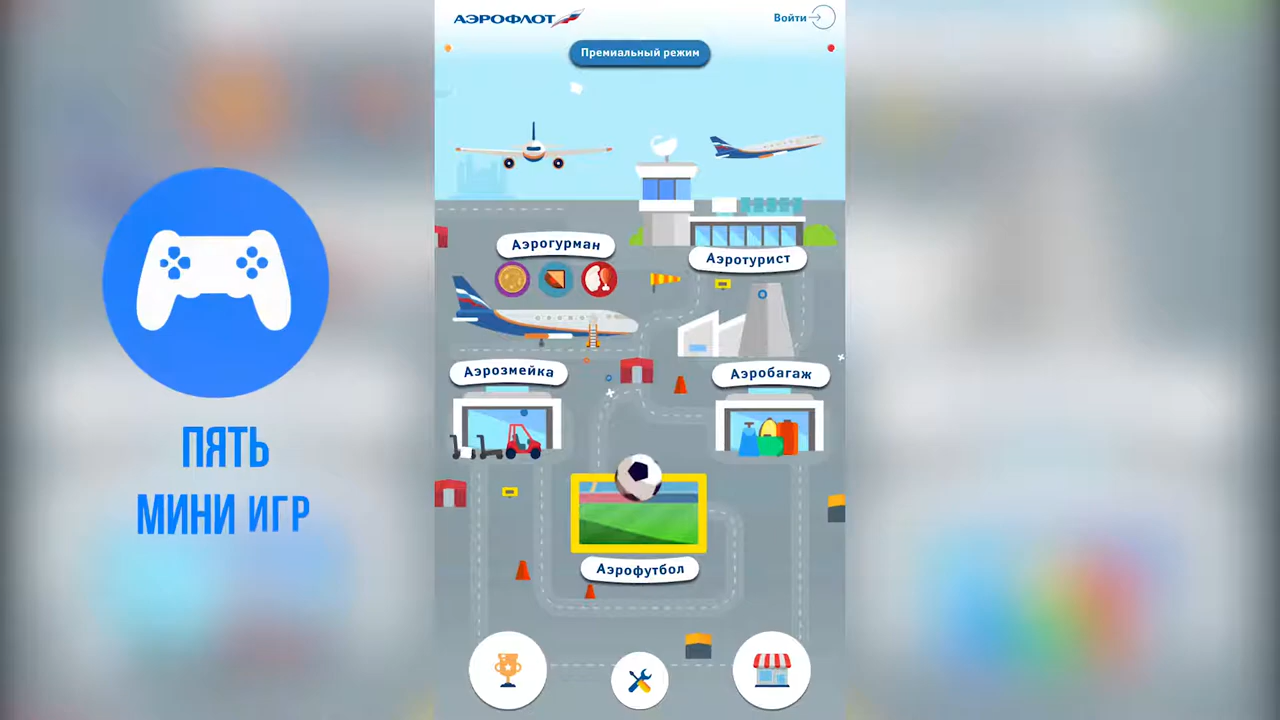 АЭРОФЛОТ
Войти
Премиальный режим
Аэрогурман
Аэротурист
Аэрозмейка
Аэробагаж
Аэрофутбол
ПЯТЬ
МИНИ ИГР